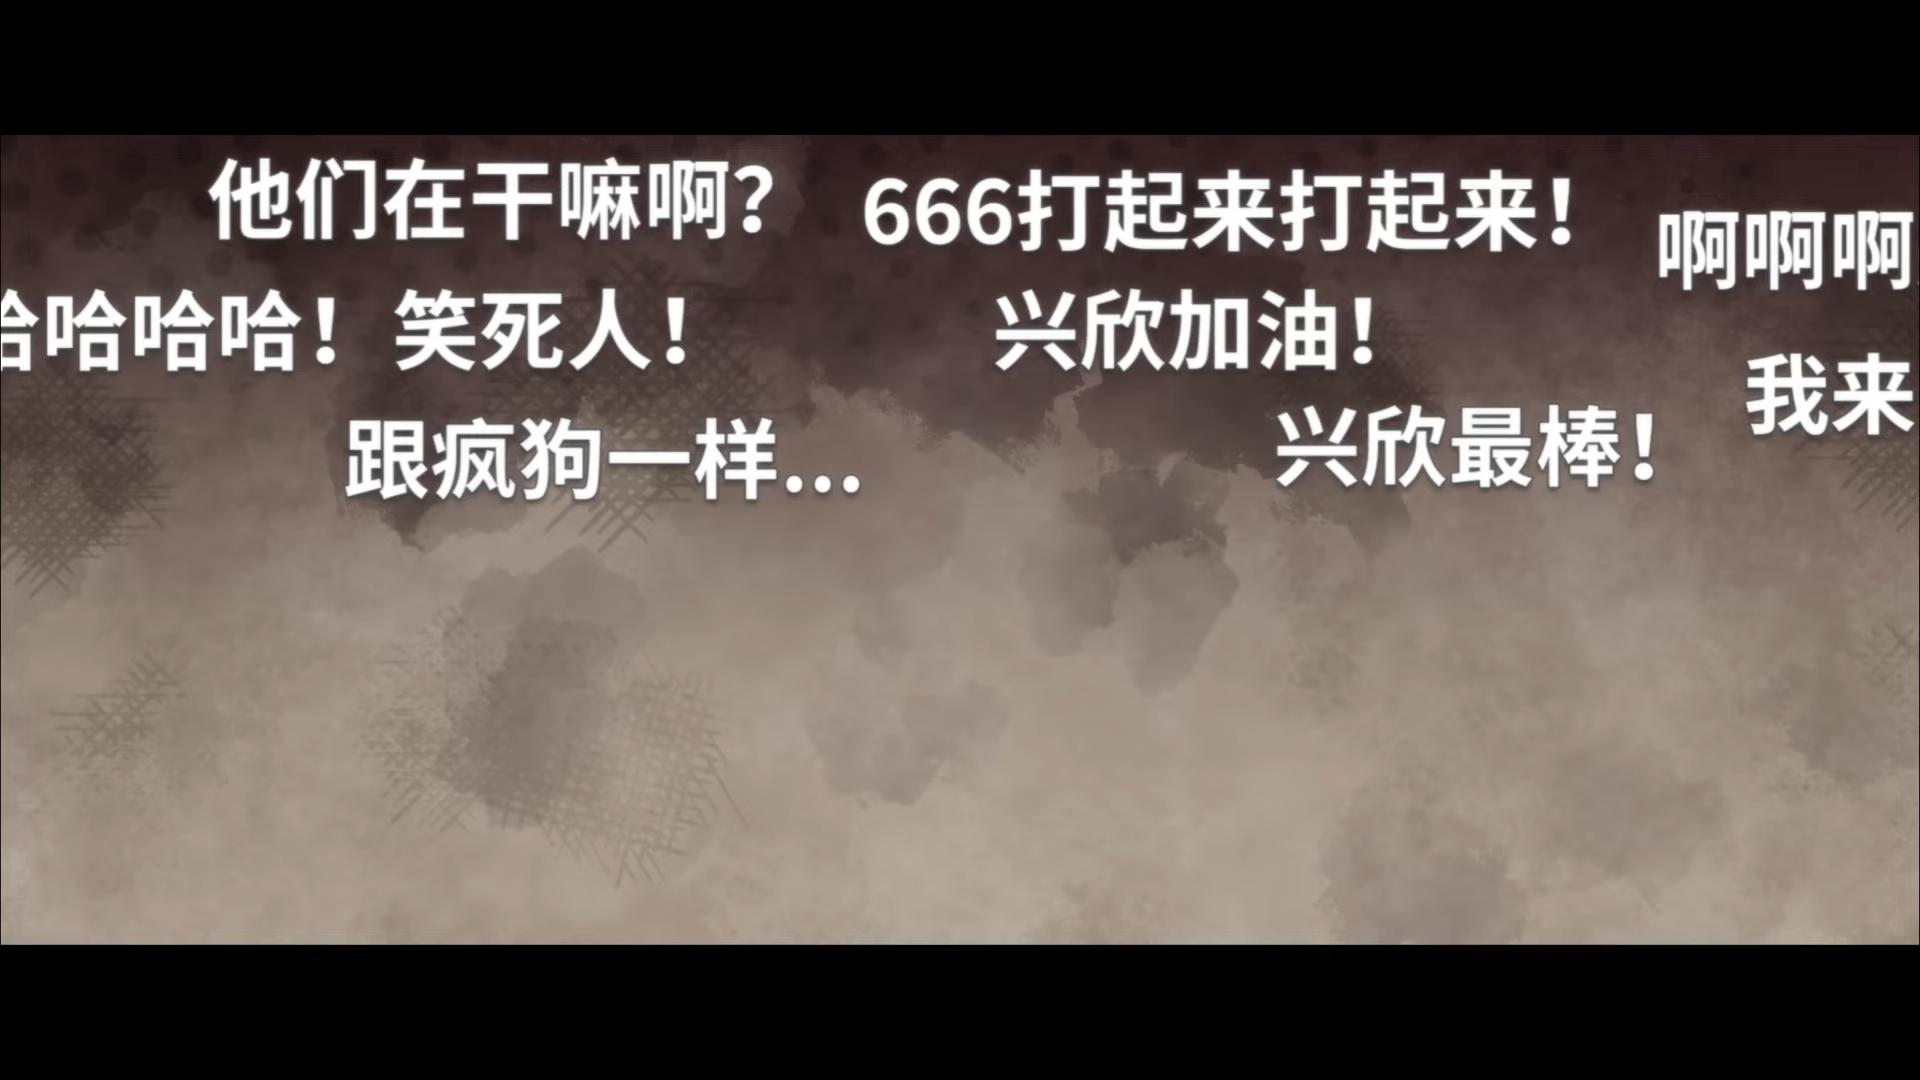 他们在干嘛啊？
666打起来打起来！
啊啊啊
哈哈哈哈！笑死人！
兴欣加油！
我来
跟疯狗一样...
兴欣最棒！